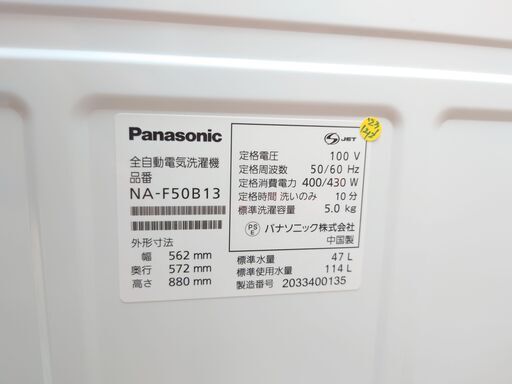 Panasonic
全自動電気洗濯機
品番
NA-F50B13
外形寸法
幅 562 mm
奥行 572 mm
高さ 880 mm
S JET
定格電圧 100 V
定格周波数 50/60 Hz
定格消費電力 400/430 W
定格時間 洗いのみ 10分
標準洗濯容量 5.0 kg
PS E パナソニック株式会社
中国製
標準水量 47 L
標準使用水量 114 L
製造番号 2033400135